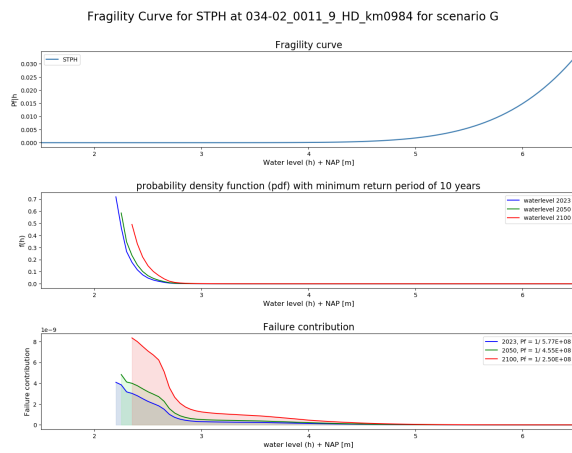 Fragility Curve for STPH at 034-02_0011_9_HD_km0984 for scenario G
Fragility curve
STPH
Pf|h
0.030
0.025
0.020
0.015
0.010
0.005
0.000
2 3 4 5 6
Water level (h) + NAP [m]
probability density function (pdf) with minimum return period of 10 years
waterlevel 2023
waterlevel 2050
waterlevel 2100
f(h)
0.7
0.6
0.5
0.4
0.3
0.2
0.1
0.0
2 3 4 5 6
Water level (h) + NAP [m]
Failure contribution
1e−9
2023, Pf = 1/ 5.77E+08
2050, Pf = 1/ 4.55E+08
2100, Pf = 1/ 2.50E+08
Failure contribution
8
6
4
2
0
2 3 4 5 6
water level (h) + NAP [m]